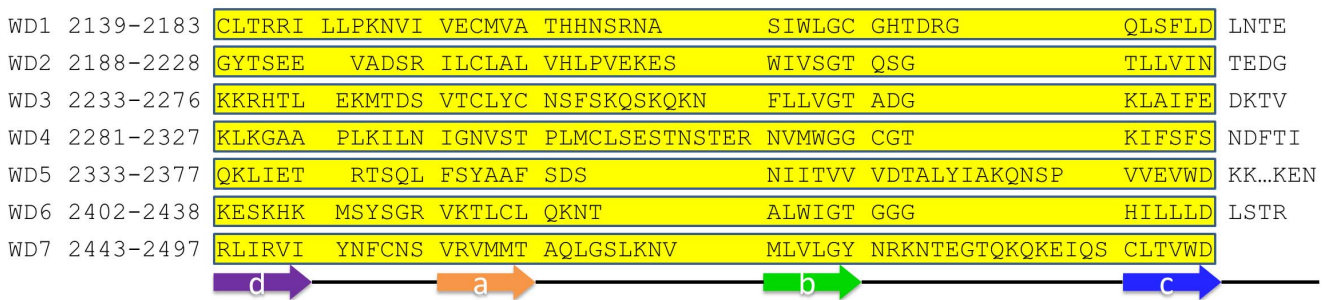 WD1 2139-2183 CLTRRI LLPKNVI VECMVA THHNSRNA SIWLGC GHTDRG QLSFLD LNTE
WD2 2188-2228 GYTSEE VADSR ILCLAL VHLPVEKES WIVSGT QSG TLLVIN TEDG
WD3 2233-2276 KKRHTL EKMTDS VTCLYC NSFSKQSKQKN FLLVGT ADG KLAIFE DKTV
WD4 2281-2327 KLKGAA PLKILN IGNVST PLMCLSESTNSTER NVMWGG CGT KIFSFS NDFTI
WD5 2333-2377 QKLIET RTSQL FSYAAF SDS NIITVV VDTALYIAKQNSP VVEVWD KK...KEN
WD6 2402-2438 KESKHK MSYSGR VKTLCL QKNT ALWIGT GGG HILLLD LSTR
WD7 2443-2497 RLIRVI YNFCNS VRVMMT AQLGSLKNV MLVLGY NRKNTEGTQKQKEIQS CLTVWD
d a b c